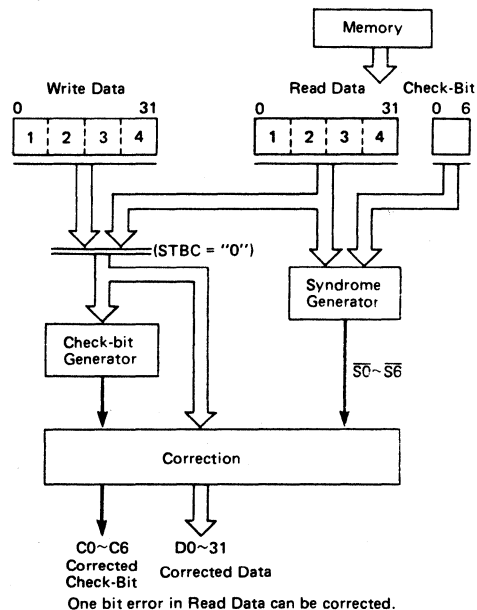 Memory
Write Data
Read Data
Check-Bit
0 31
0 31
0 6
1 2 3 4
1 2 3 4
(STBC = "0")
Syndrome
Generator
Check-bit
Generator
S0~S6
Correction
C0~C6
Corrected
Check-Bit
D0~31
Corrected Data
One bit error in Read Data can be corrected.